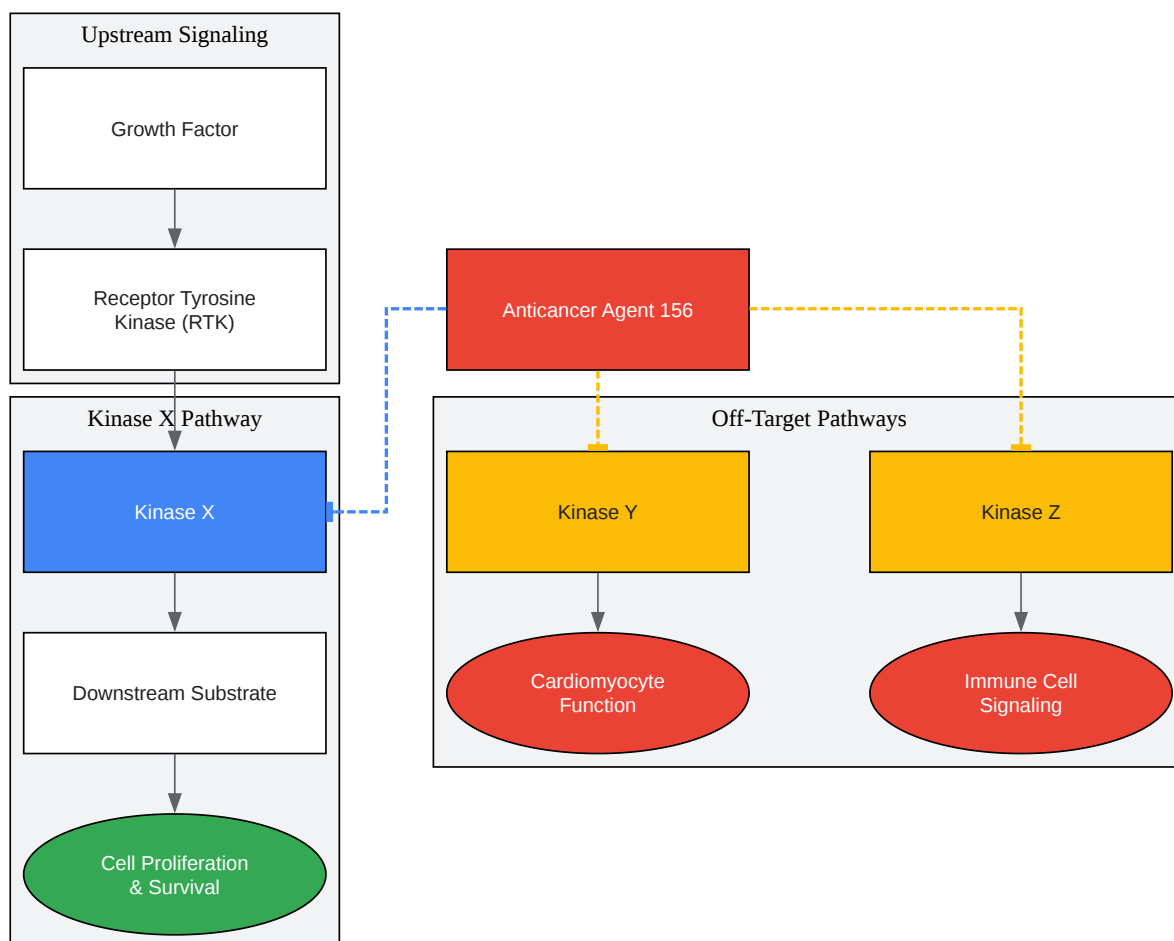 Upstream Signaling
Growth Factor
Receptor Tyrosine
Kinase (RTK)
Anticancer Agent 156
Kinase X Pathway
Kinase X
Downstream Substrate
Cell Proliferation
& Survival
Off-Target Pathways
Kinase Y
Kinase Z
Cardiomyocyte
Function
Immune Cell
Signaling